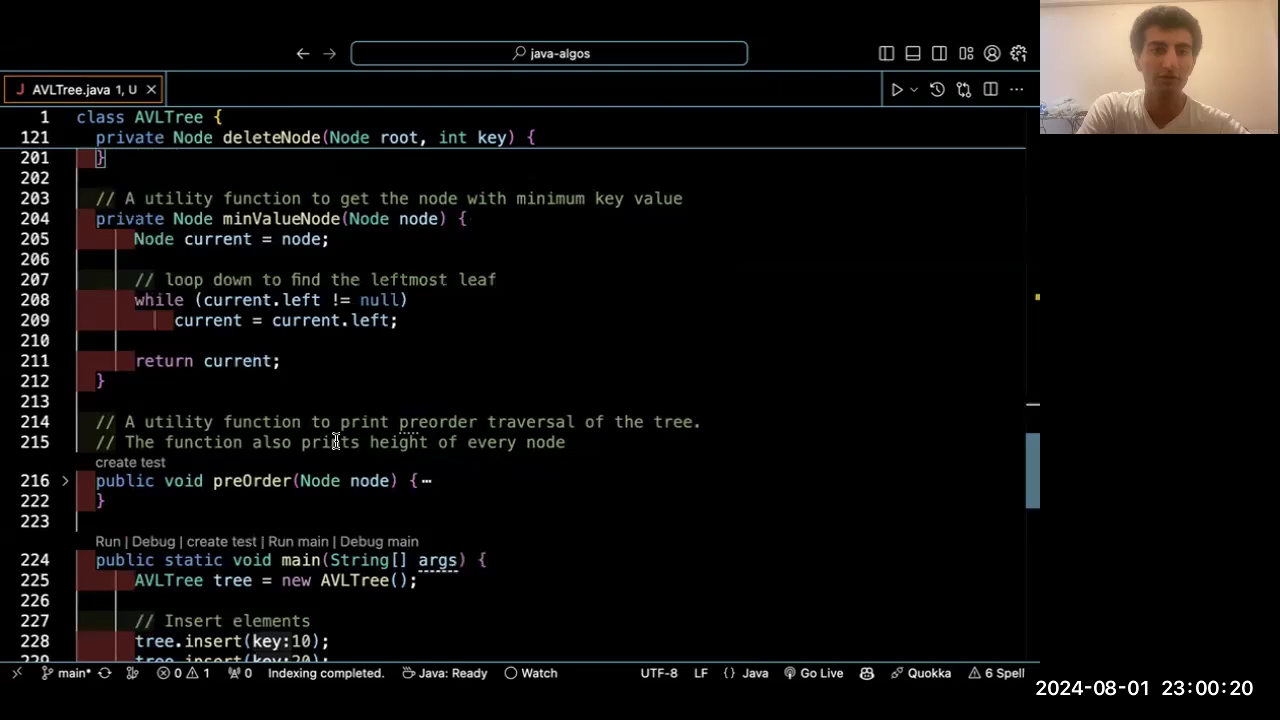 java-algos
J AVLTree.java 1, U
1 class AVLTree {
121 private Node deleteNode(Node root, int key) {
201 }
202
203 // A utility function to get the node with minimum key value
204 private Node minValueNode(Node node) {
205 Node current = node;
206
207 // loop down to find the leftmost leaf
208 while (current.left != null)
209 current = current.left;
210
211 return current;
212 }
213
214 // A utility function to print preorder traversal of the tree.
215 // The function also prints height of every node
create test
216 public void preOrder(Node node) {⋯
222 }
223
Run | Debug | create test | Run main | Debug main
224 public static void main(String[] args) {
225 AVLTree tree = new AVLTree();
226
227 // Insert elements
228 tree.insert(key:10);
229 tree.insert(key:20);
main* 0 1 0 Indexing completed. Java: Ready Watch UTF-8 LF {} Java Go Live Quokka 6 Spell
2024-08-01 23:00:20